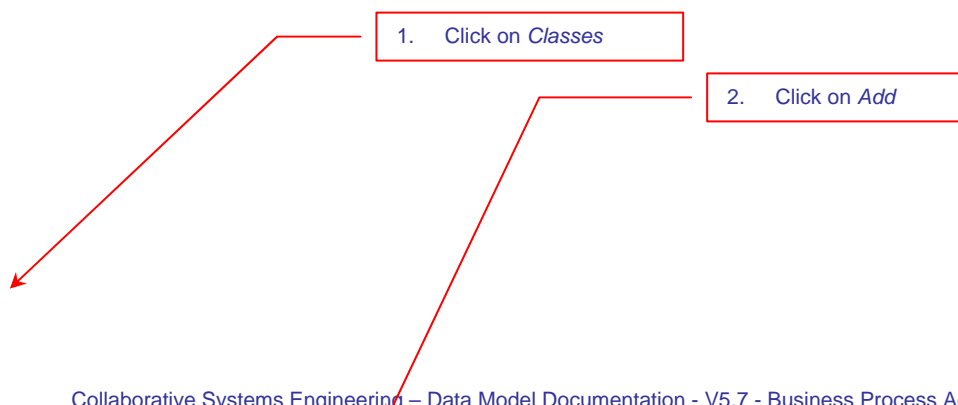 1. Click on Classes
2. Click on Add
Collaborative Systems Engineering – Data Model Documentation - V5.7 - Business Process